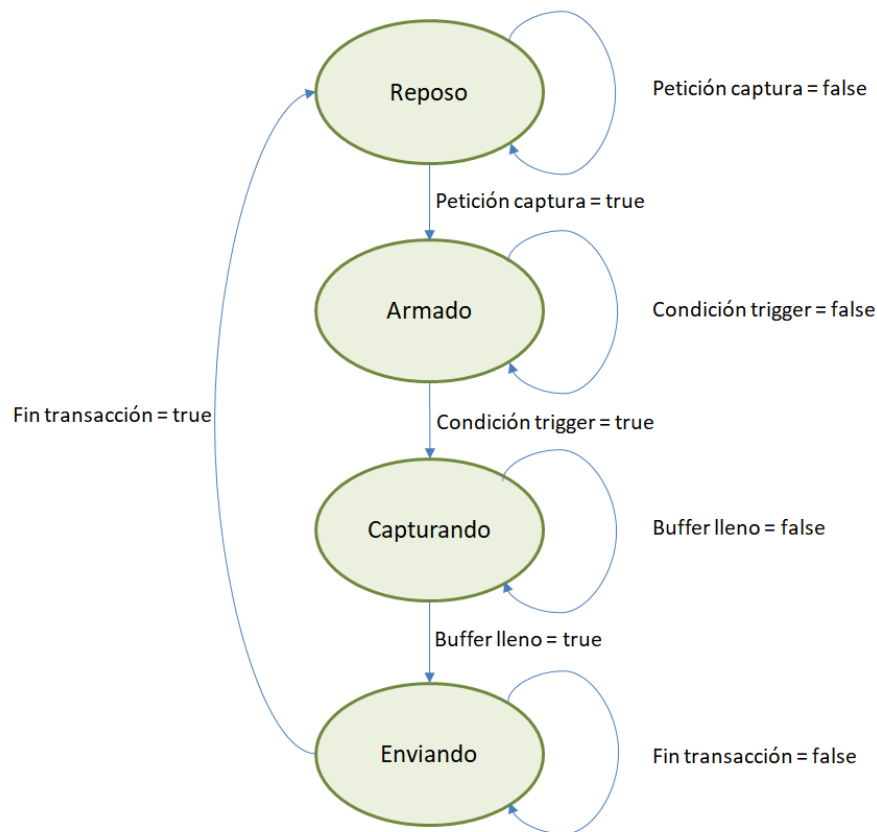 Reposo
Petición captura = false
Petición captura = true
Armado
Condición trigger = false
Fin transacción = true
Condición trigger = true
Capturando
Buffer lleno = false
Buffer lleno = true
Enviando
Fin transacción = false